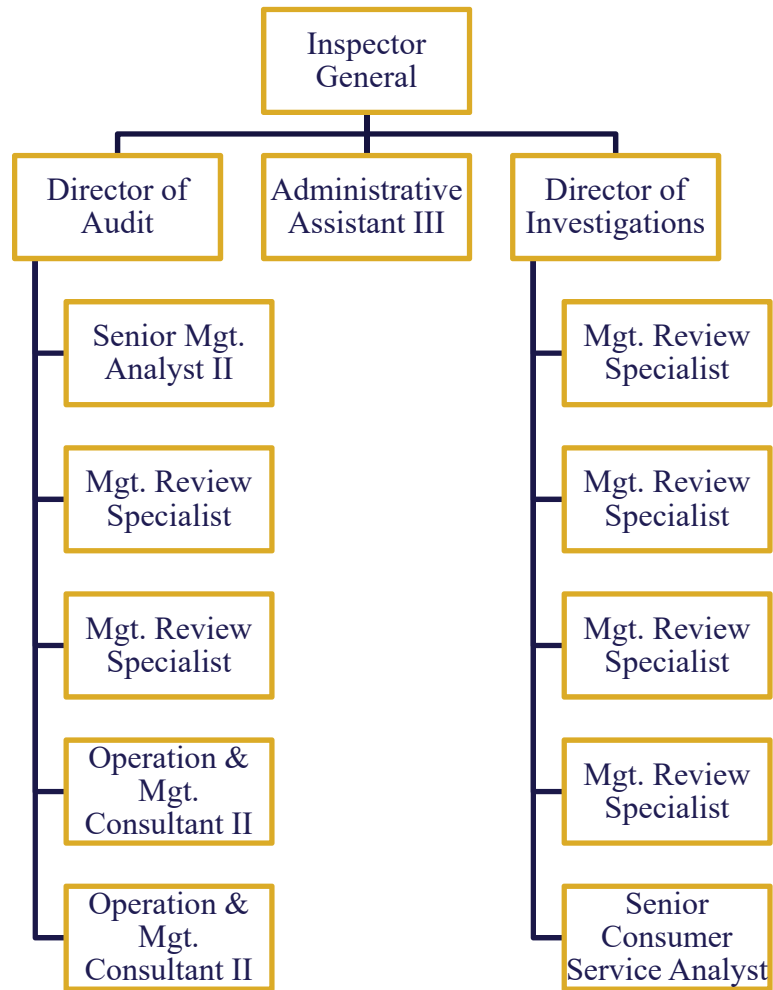 Inspector
General
Director of
Audit
Administrative
Assistant III
Director of
Investigations
Senior Mgt.
Analyst II
Mgt. Review
Specialist
Mgt. Review
Specialist
Operation &
Mgt.
Consultant II
Operation &
Mgt.
Consultant II
Mgt. Review
Specialist
Mgt. Review
Specialist
Mgt. Review
Specialist
Mgt. Review
Specialist
Senior
Consumer
Service Analyst